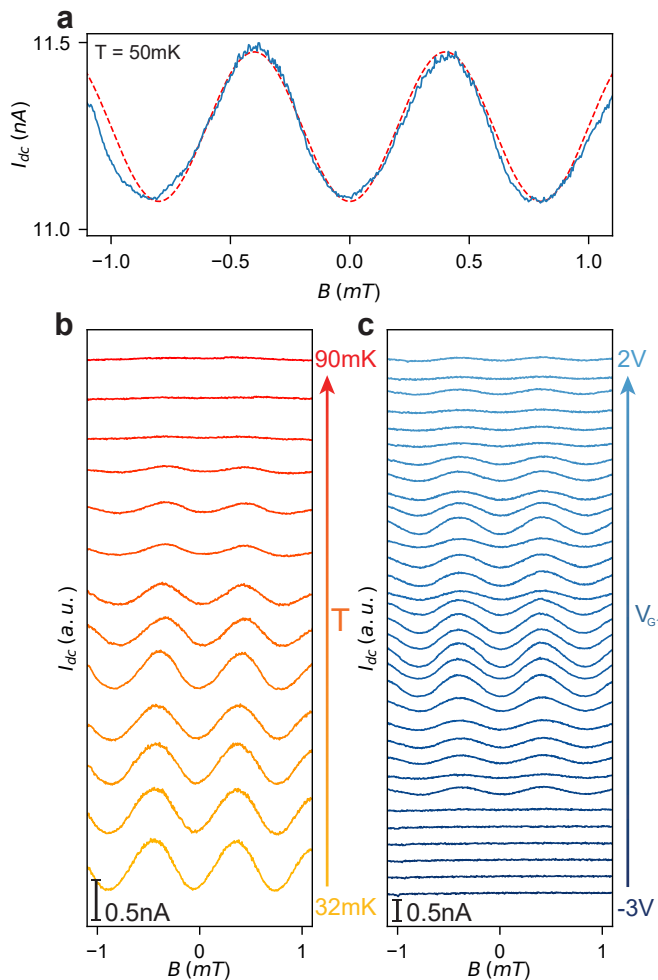 a
T = 50mK
11.5
11.0
I_dc (nA)
−1.0 −0.5 0.0 0.5 1.0
B (mT)
b
90mK
T
32mK
I_dc (a. u.)
0.5nA
−1 0 1
B (mT)
c
2V
-3V
I_dc (a. u.)
0.5nA
−1 0 1
B (mT)